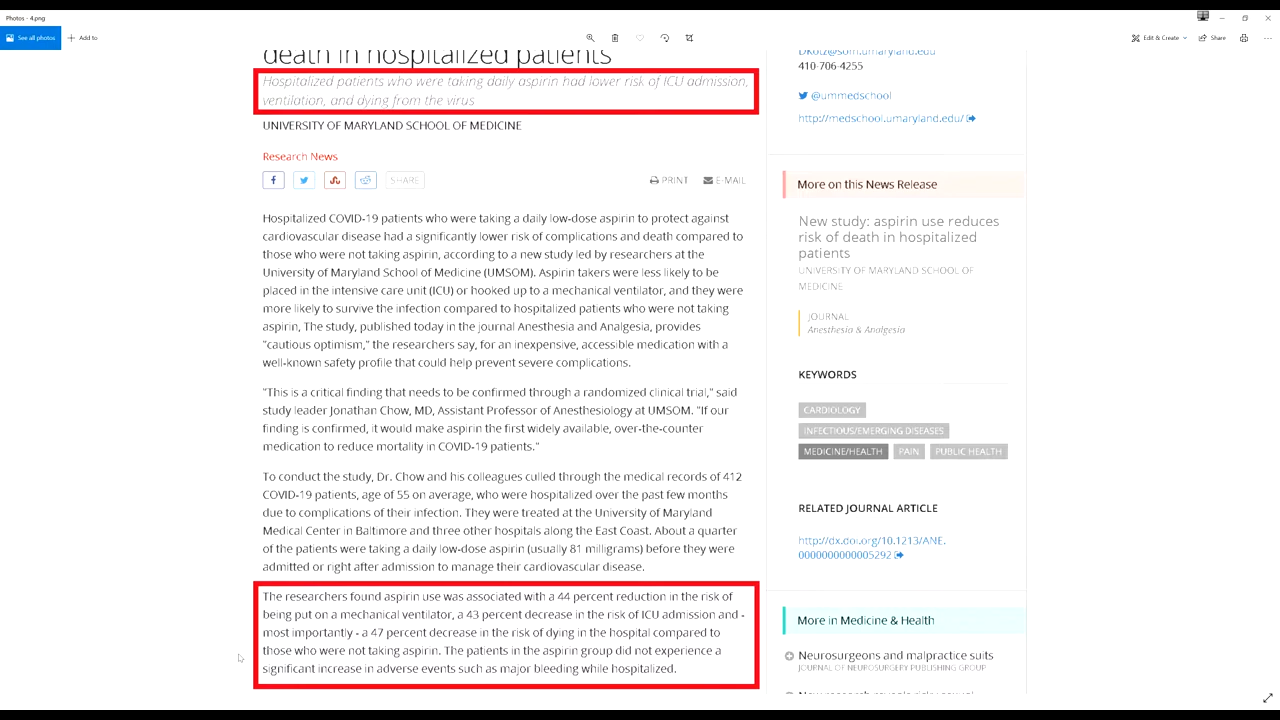 Photos - 4.png
See all photos
Add to
Edit & Create
Share
death in hospitalized patients
Hospitalized patients who were taking daily aspirin had lower risk of ICU admission,
ventilation, and dying from the virus
UNIVERSITY OF MARYLAND SCHOOL OF MEDICINE
Research News
SHARE
PRINT
E-MAIL
Hospitalized COVID-19 patients who were taking a daily low-dose aspirin to protect against
cardiovascular disease had a significantly lower risk of complications and death compared to
those who were not taking aspirin, according to a new study led by researchers at the
University of Maryland School of Medicine (UMSOM). Aspirin takers were less likely to be
placed in the intensive care unit (ICU) or hooked up to a mechanical ventilator, and they were
more likely to survive the infection compared to hospitalized patients who were not taking
aspirin, The study, published today in the journal Anesthesia and Analgesia, provides
"cautious optimism," the researchers say, for an inexpensive, accessible medication with a
well-known safety profile that could help prevent severe complications.
"This is a critical finding that needs to be confirmed through a randomized clinical trial," said
study leader Jonathan Chow, MD, Assistant Professor of Anesthesiology at UMSOM. "If our
finding is confirmed, it would make aspirin the first widely available, over-the-counter
medication to reduce mortality in COVID-19 patients."
To conduct the study, Dr. Chow and his colleagues culled through the medical records of 412
COVID-19 patients, age of 55 on average, who were hospitalized over the past few months
due to complications of their infection. They were treated at the University of Maryland
Medical Center in Baltimore and three other hospitals along the East Coast. About a quarter
of the patients were taking a daily low-dose aspirin (usually 81 milligrams) before they were
admitted or right after admission to manage their cardiovascular disease.
The researchers found aspirin use was associated with a 44 percent reduction in the risk of
being put on a mechanical ventilator, a 43 percent decrease in the risk of ICU admission and -
most importantly - a 47 percent decrease in the risk of dying in the hospital compared to
those who were not taking aspirin. The patients in the aspirin group did not experience a
significant increase in adverse events such as major bleeding while hospitalized.
DKotz@som.umaryland.edu
410-706-4255
@ummedschool
http://medschool.umaryland.edu/
More on this News Release
New study: aspirin use reduces
risk of death in hospitalized
patients
UNIVERSITY OF MARYLAND SCHOOL OF
MEDICINE
JOURNAL
Anesthesia & Analgesia
KEYWORDS
CARDIOLOGY
INFECTIOUS/EMERGING DISEASES
MEDICINE/HEALTH
PAIN
PUBLIC HEALTH
RELATED JOURNAL ARTICLE
http://dx.doi.org/10.1213/ANE.
0000000000005292
More in Medicine & Health
Neurosurgeons and malpractice suits
JOURNAL OF NEUROSURGERY PUBLISHING GROUP